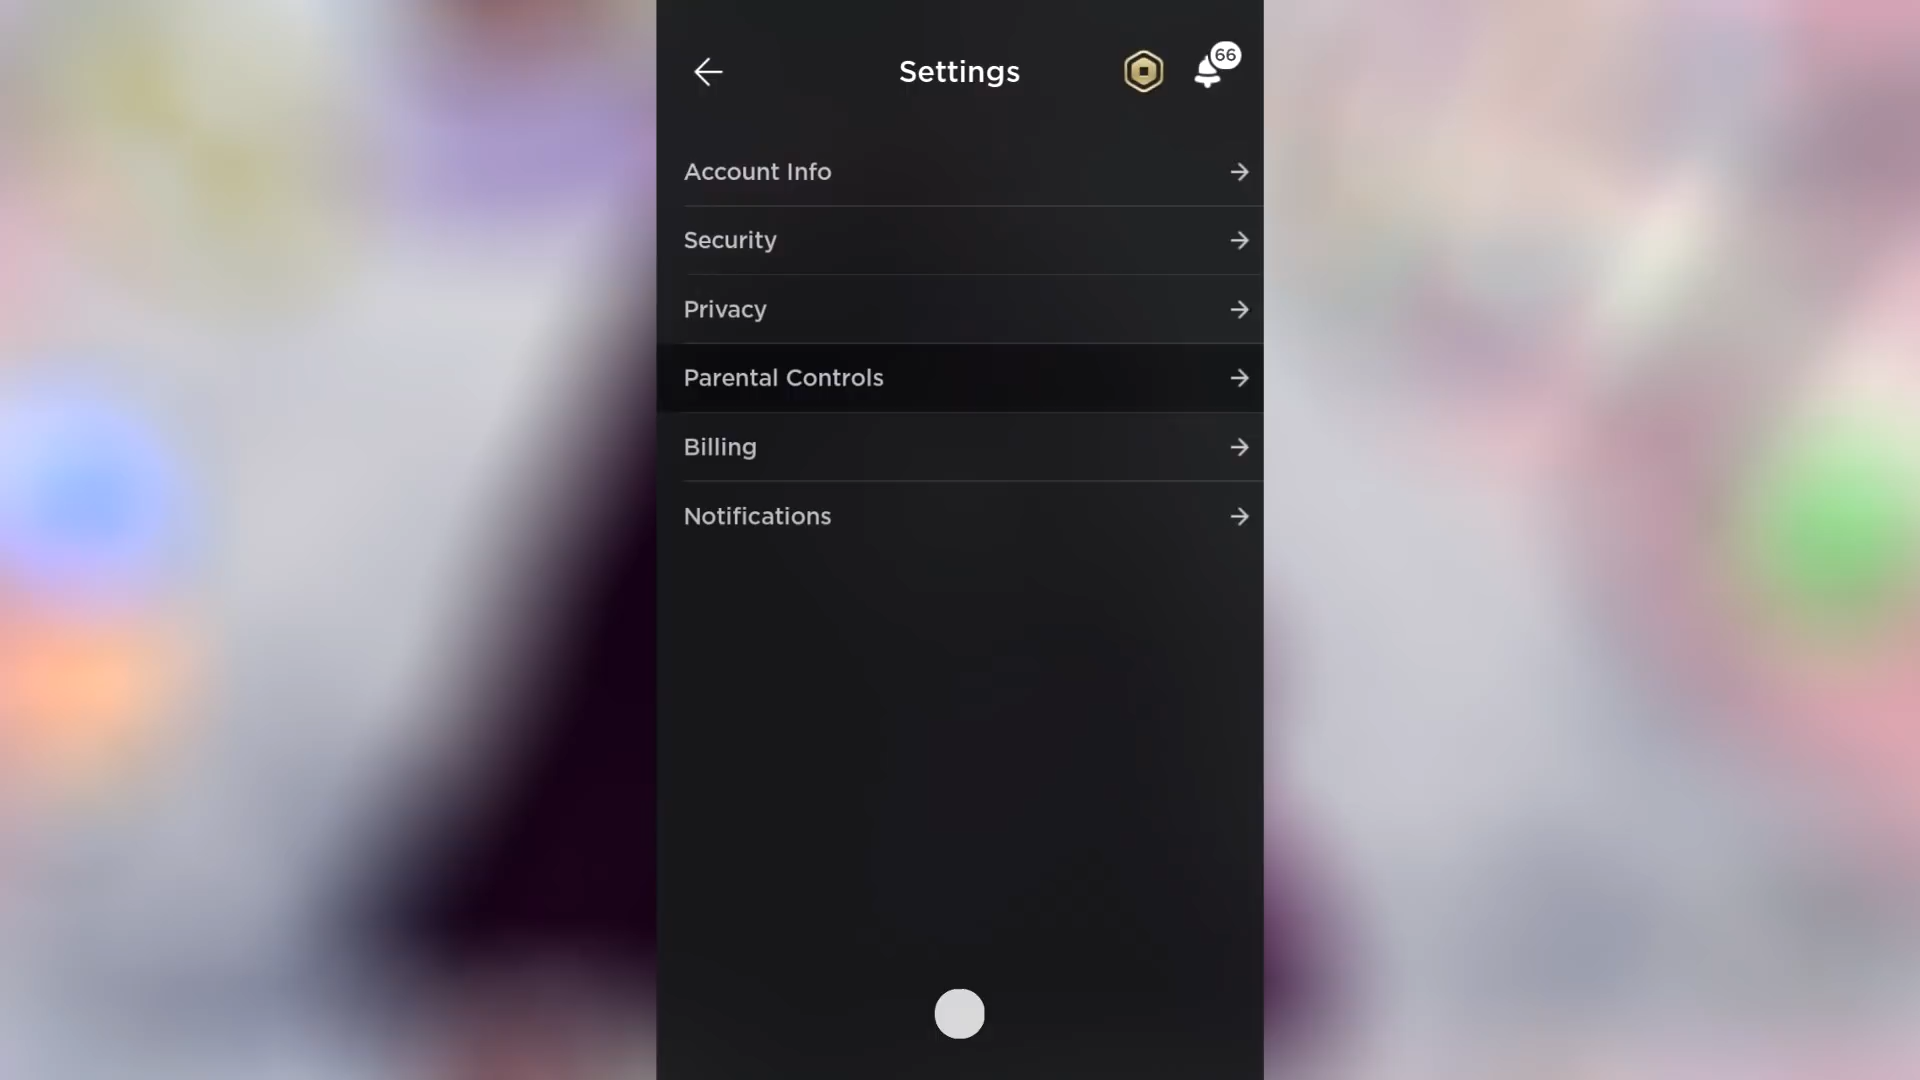 Settings
66
Account Info
Security
Privacy
Parental Controls
Billing
Notifications